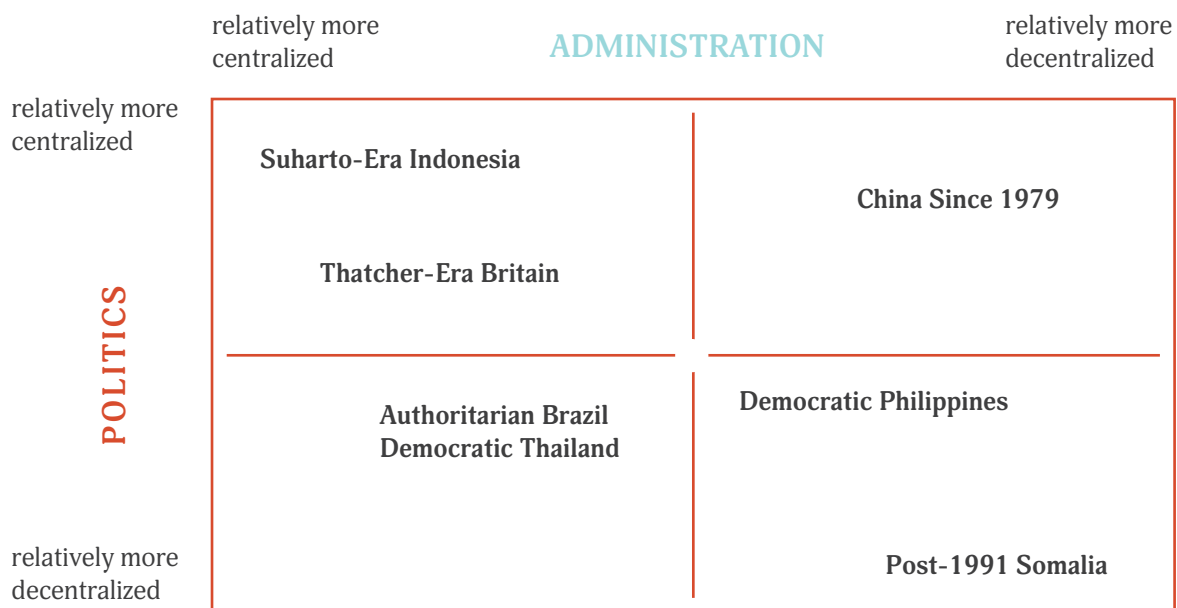 relatively more
centralized
ADMINISTRATION
relatively more
decentralized
relatively more
centralized
Suharto-Era Indonesia
China Since 1979
Thatcher-Era Britain
POLITICS
Democratic Philippines
Authoritarian Brazil
Democratic Thailand
relatively more
decentralized
Post-1991 Somalia